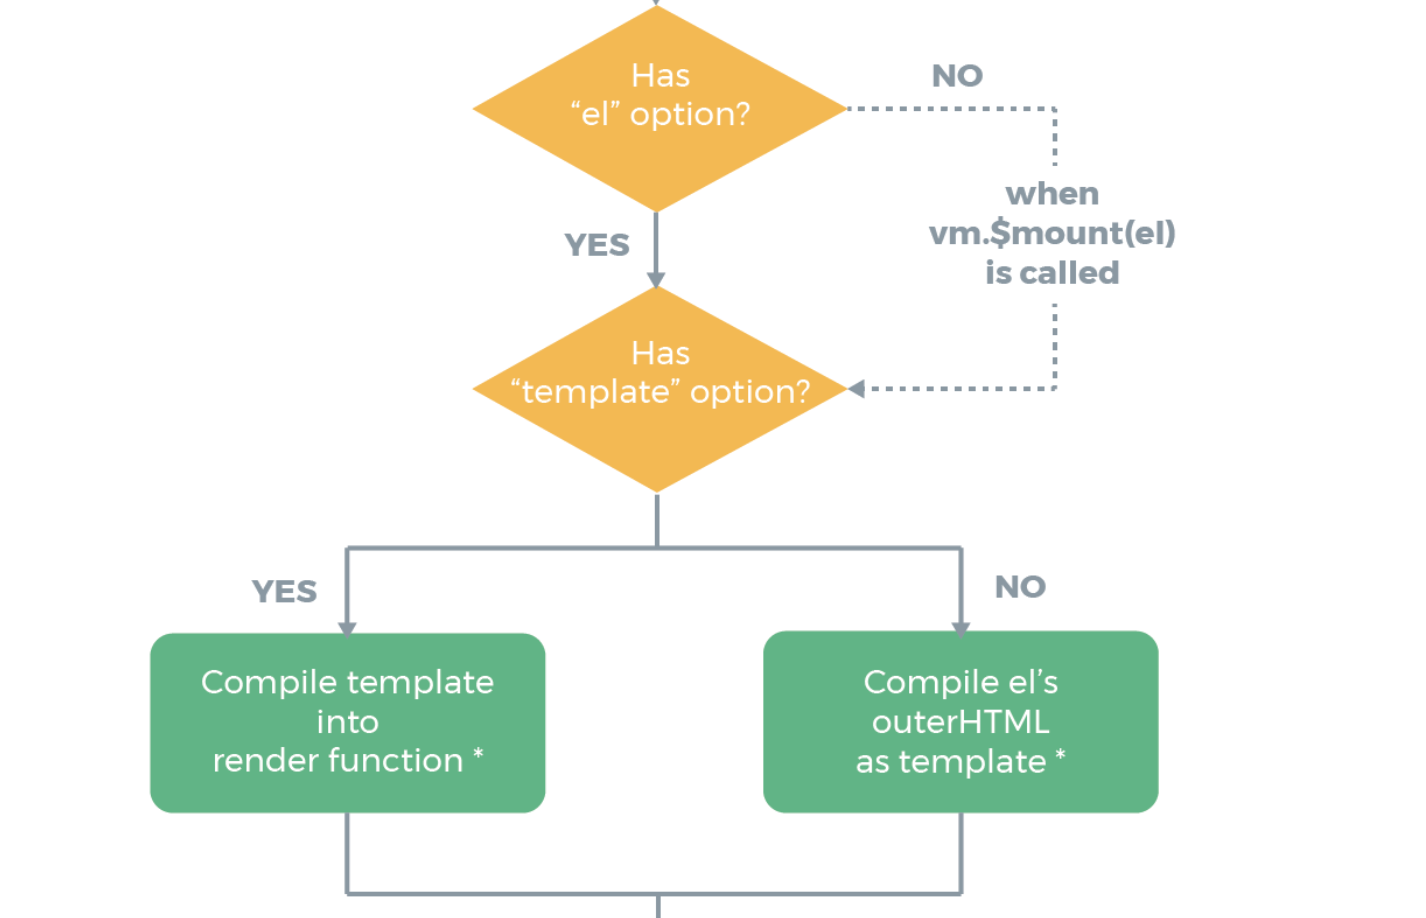 Has
“el” option?
NO
when
vm.$mount(el)
is called
YES
Has
“template” option?
YES
NO
Compile template
into
render function *
Compile el’s
outerHTML
as template *